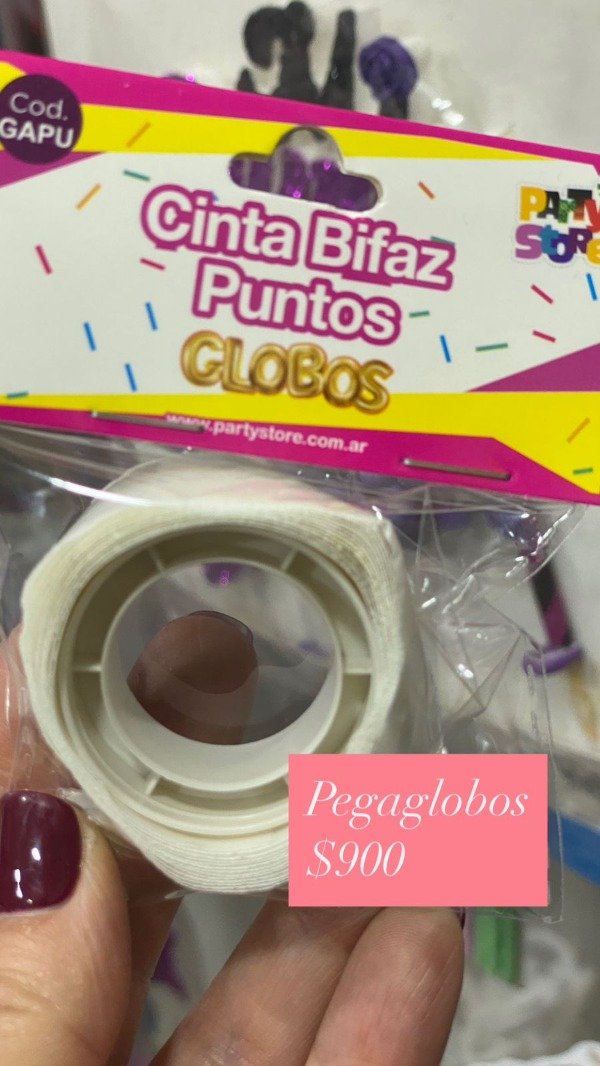 Cod.
GAPU
PARTY
STORE
Cinta Bifaz
Puntos
GLOBOS
www.partystore.com.ar
Pegaglobos
$900